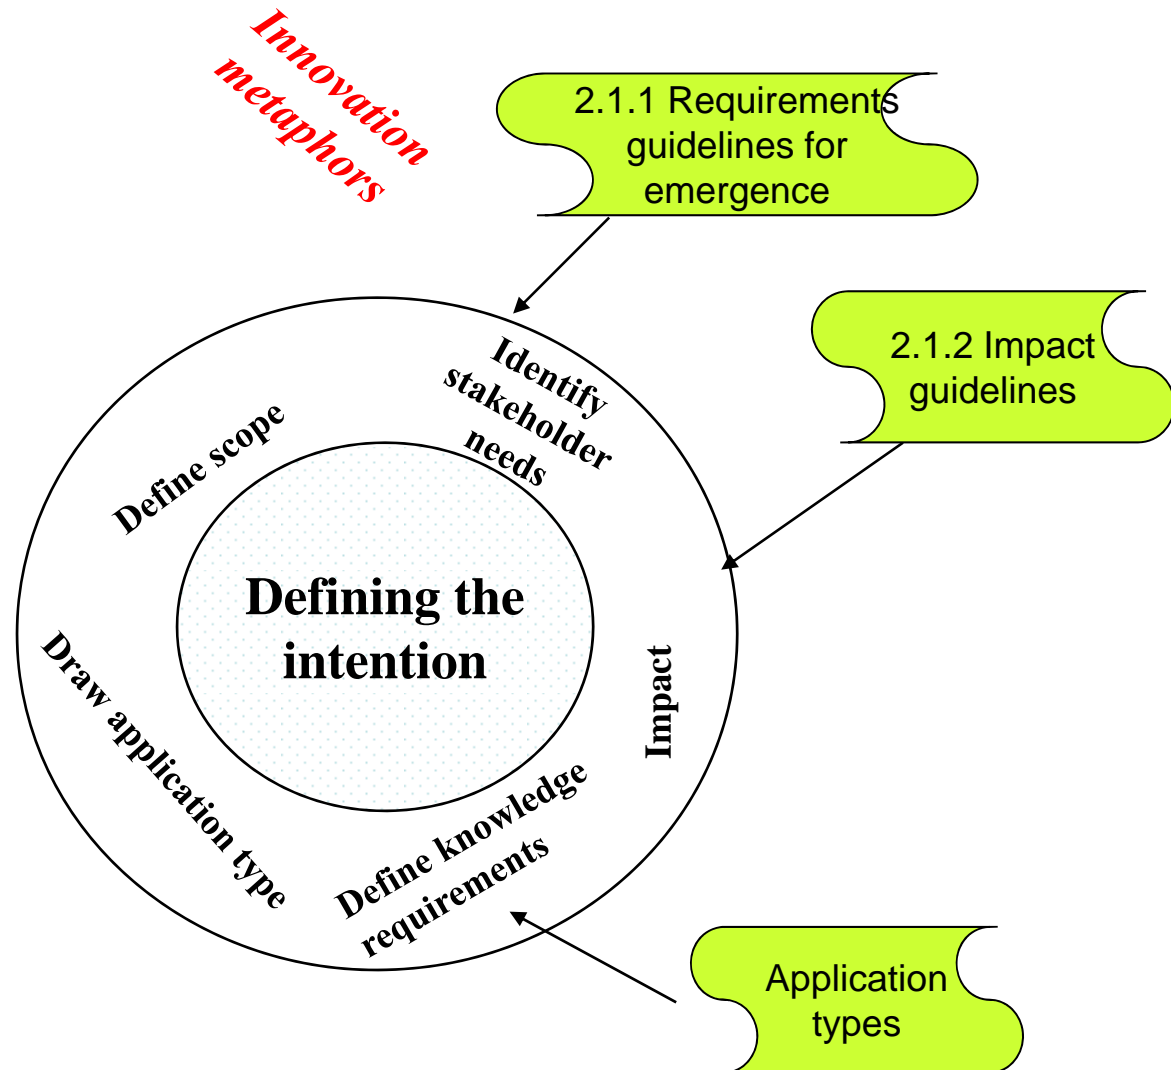 Innovation
metaphors
2.1.1 Requirements
guidelines for
emergence
2.1.2 Impact
guidelines
Identify
stakeholder
needs
Define scope
Defining the
intention
Impact
Draw application type
Define knowledge
requirements
Application
types